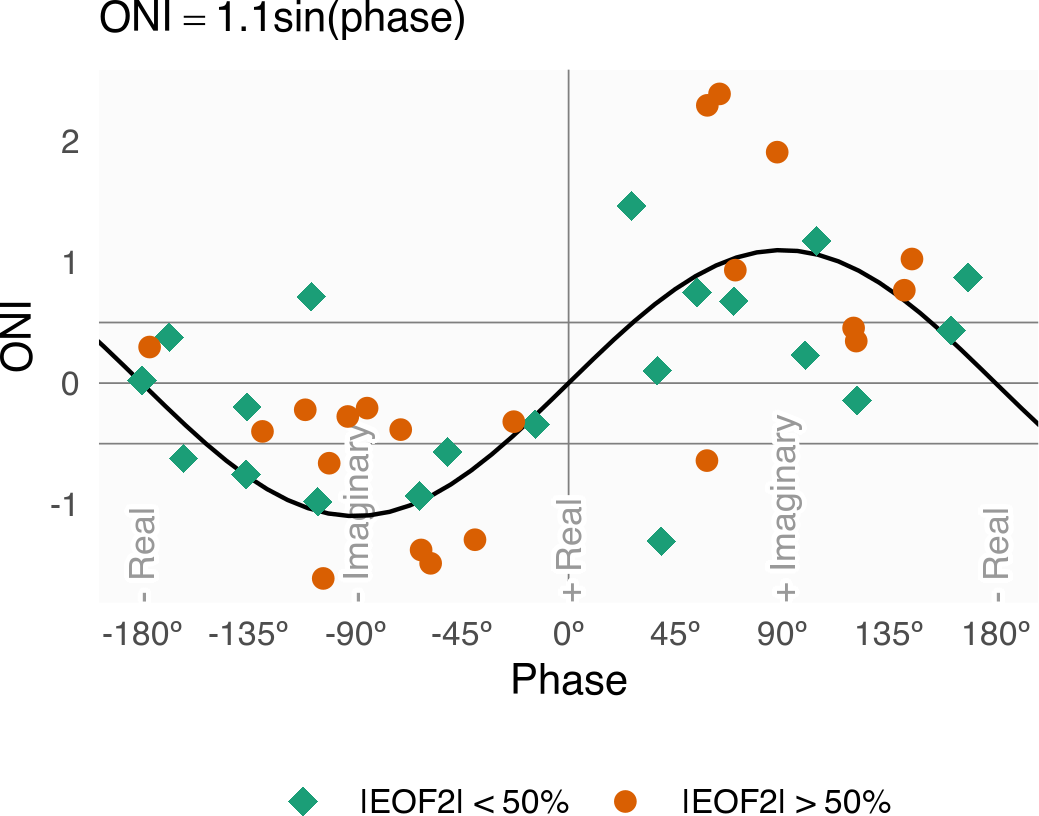 ONI = 1.1sin(phase)
2
1
0
-1
ONI
- Real
- Imaginary
+ Real
+ Imaginary
- Real
-180º -135º -90º -45º 0º 45º 90º 135º 180º
Phase
|EOF2| < 50% |EOF2| > 50%